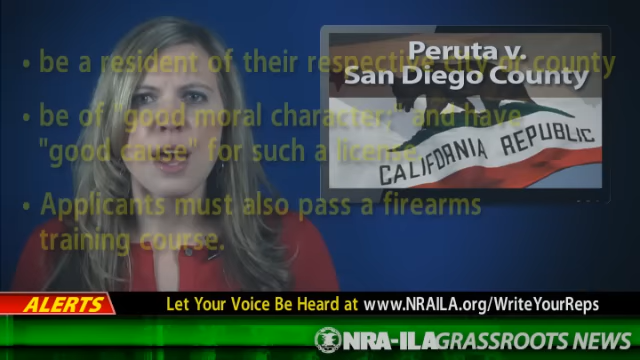 Peruta v.
San Diego County
• be a resident of their respective city or county
• be of "good moral character;" and have
"good cause" for such a license.
• Applicants must also pass a firearms
training course.
CALIFORNIA REPUBLIC
ALERTS
Let Your Voice Be Heard at www.NRAILA.org/WriteYourReps
NRA-ILA GRASSROOTS NEWS